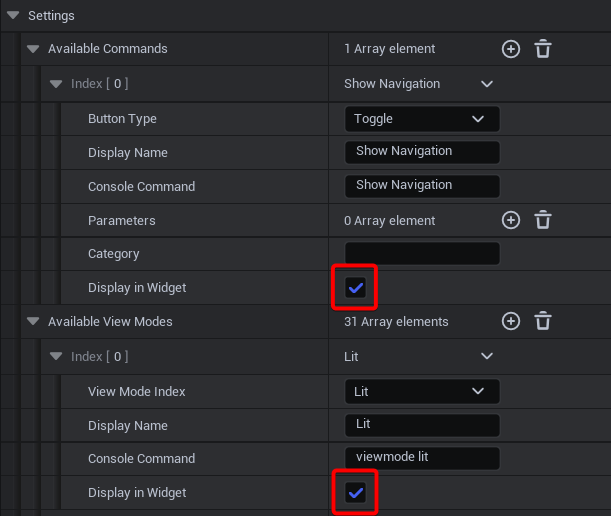 Settings
Available Commands 1 Array element
Index [ 0 ] Show Navigation
Button Type Toggle
Display Name Show Navigation
Console Command Show Navigation
Parameters 0 Array element
Category
Display in Widget
Available View Modes 31 Array elements
Index [ 0 ] Lit
View Mode Index Lit
Display Name Lit
Console Command viewmode lit
Display in Widget